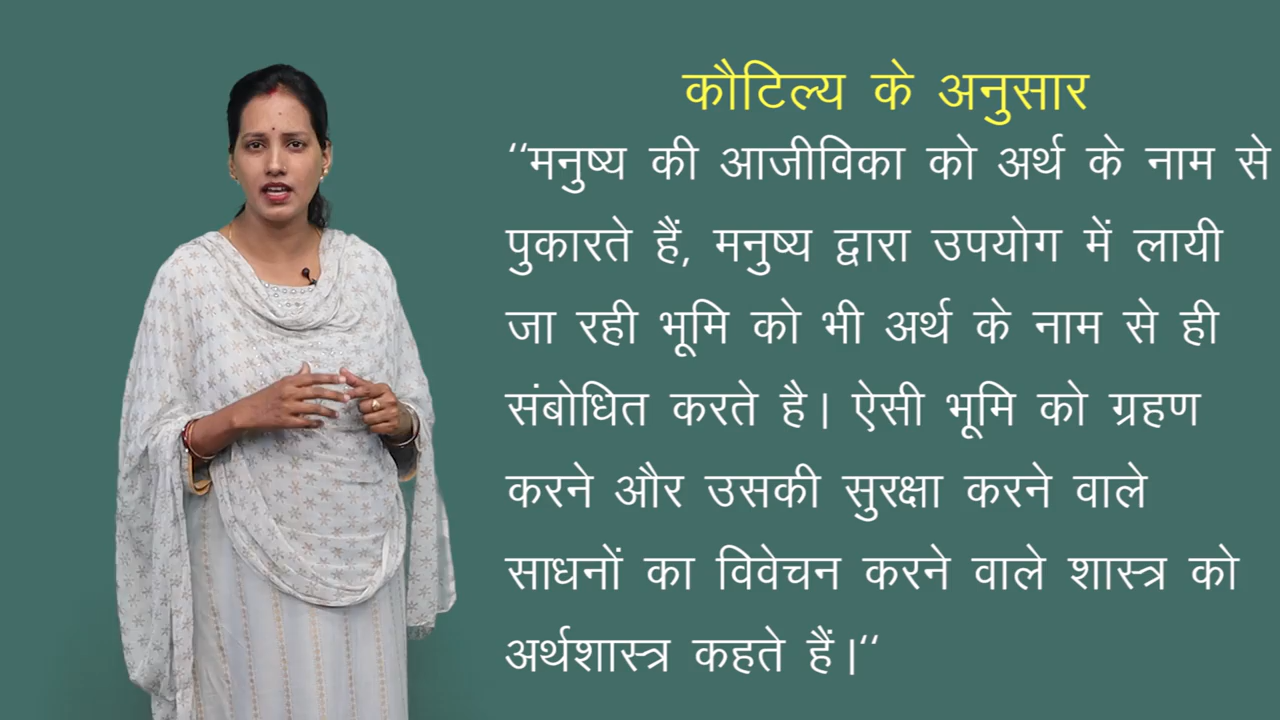 कौटिल्य के अनुसार
‘‘मनुष्य की आजीविका को अर्थ के नाम से
पुकारते हैं, मनुष्य द्वारा उपयोग में लायी
जा रही भूमि को भी अर्थ के नाम से ही
संबोधित करते है। ऐसी भूमि को ग्रहण
करने और उसकी सुरक्षा करने वाले
साधनों का विवेचन करने वाले शास्त्र को
अर्थशास्त्र कहते हैं।‘‘